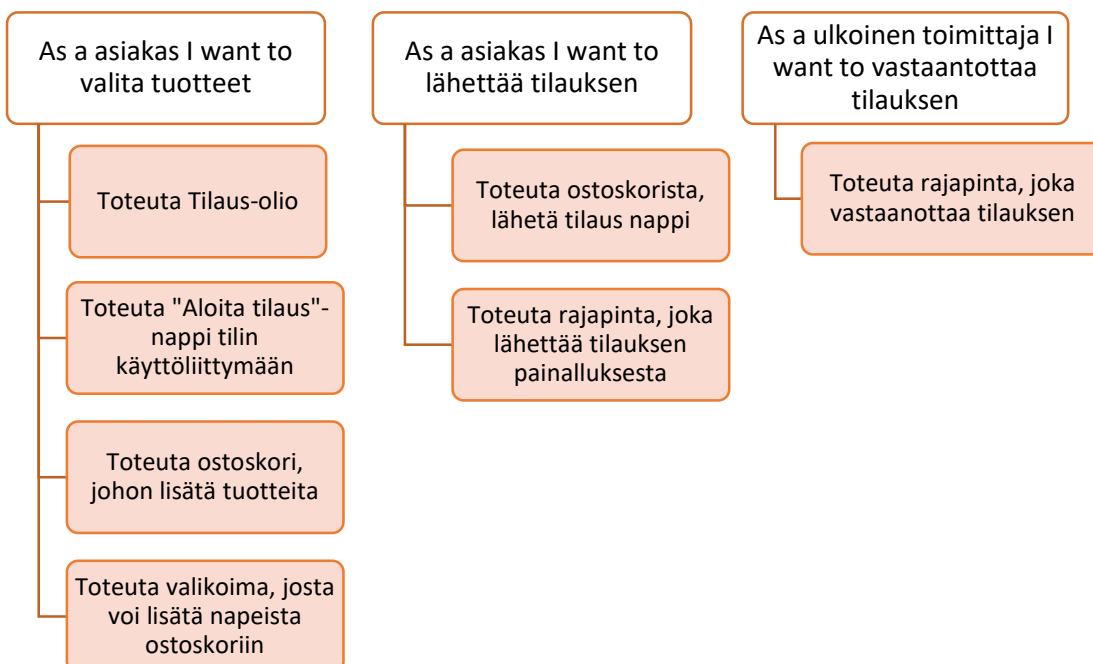 As a asiakas I want to
valita tuotteet
Toteuta Tilaus-olio
Toteuta "Aloita tilaus"-
nappi tilin
käyttöliittymään
Toteuta ostoskori,
johon lisätä tuotteita
Toteuta valikoima, josta
voi lisätä napeista
ostoskoriin
As a asiakas I want to
lähettää tilauksen
Toteuta ostoskorista,
lähetä tilaus nappi
Toteuta rajapinta, joka
lähettää tilauksen
painalluksesta
As a ulkoinen toimittaja I
want to vastaantottaa
tilauksen
Toteuta rajapinta, joka
vastaanottaa tilauksen